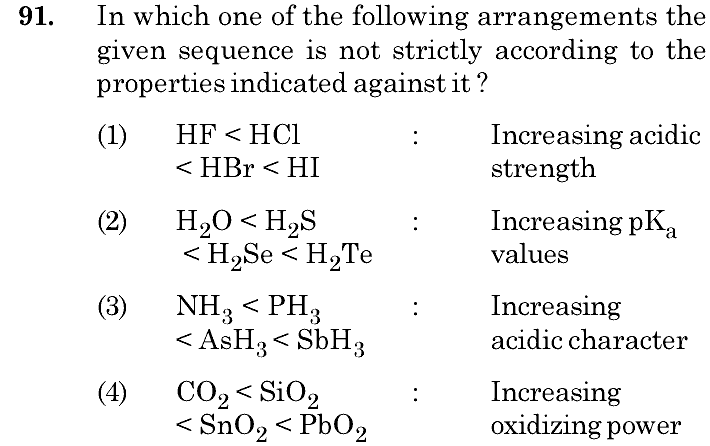 91. In which one of the following arrangements the
given sequence is not strictly according to the
properties indicated against it ?
(1) HF < HCl : Increasing acidic
< HBr < HI strength
(2) H₂O < H₂S : Increasing pKₐ
< H₂Se < H₂Te values
(3) NH₃ < PH₃ : Increasing
< AsH₃ < SbH₃ acidic character
(4) CO₂ < SiO₂ : Increasing
< SnO₂ < PbO₂ oxidizing power